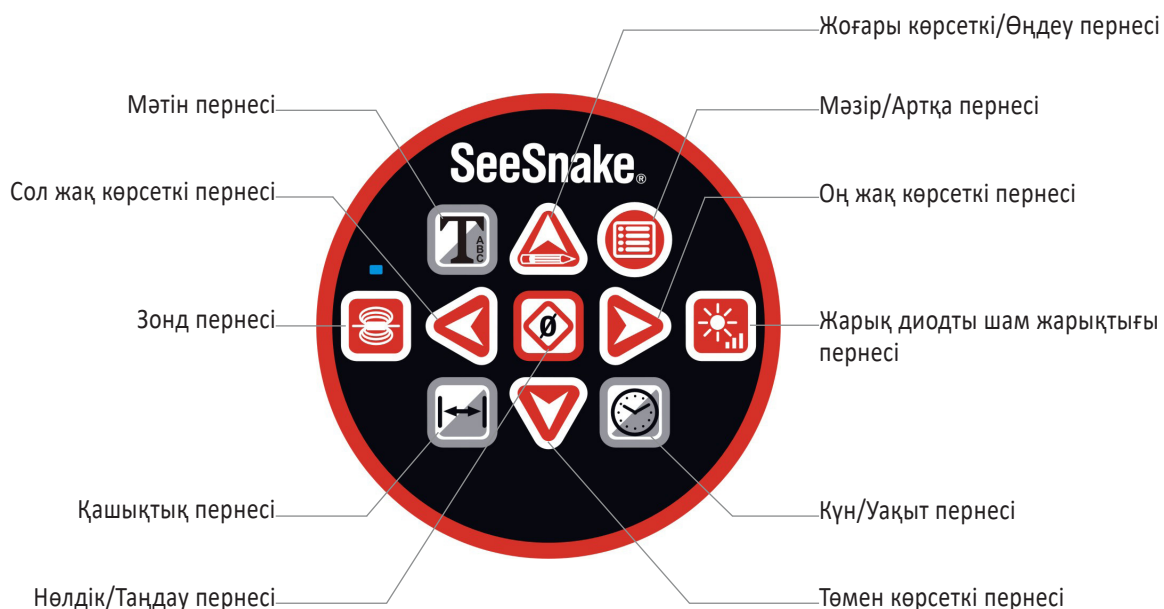 Жоғары көрсеткі/Өңдеу пернесі
Мәтін пернесі
Мәзір/Артқа пернесі
SeeSnake®
Сол жақ көрсеткі пернесі
Оң жақ көрсеткі пернесі
T
A
B
C
Зонд пернесі
Ø
Жарық диодты шам жарықтығы
пернесі
Қашықтық пернесі
Күн/Уақыт пернесі
Нөлдік/Таңдау пернесі
Төмен көрсеткі пернесі